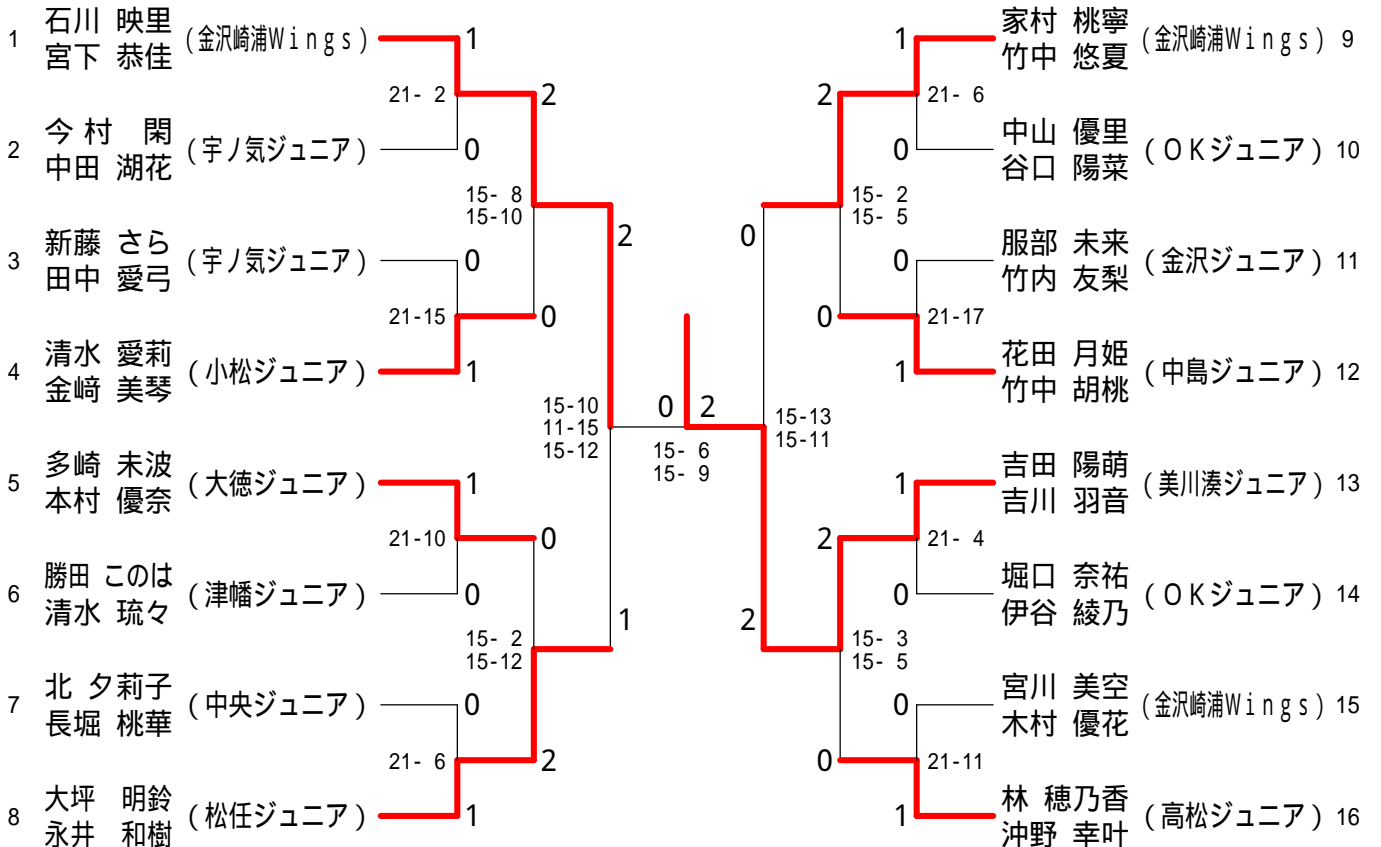 1 石川 映里 宮下 恭佳 (金沢崎浦Wings) 1
21- 2
2
2 今村 閑 中田 湖花 (宇ノ気ジュニア) 0
15- 8
15-10
2
3 新藤 さら 田中 愛弓 (宇ノ気ジュニア) 0
21-15
0
4 清水 愛莉 金﨑 美琴 (小松ジュニア) 1
15-10
11-15
15-12
5 多崎 未波 本村 優奈 (大徳ジュニア) 1
21-10
0
6 勝田 このは 清水 琉々 (津幡ジュニア) 0
15- 2
15-12
1
7 北 夕莉子 長堀 桃華 (中央ジュニア) 0
21- 6
2
8 大坪 明鈴 永井 和樹 (松任ジュニア) 1
0 2
15- 6
15- 9
1 家村 桃寧 竹中 悠夏 (金沢崎浦Wings) 9
2
21- 6
0 中山 優里 谷口 陽菜 (OKジュニア) 10
15- 2
15- 5
0
0 服部 未来 竹内 友梨 (金沢ジュニア) 11
0
21-17
1 花田 月姫 竹中 胡桃 (中島ジュニア) 12
15-13
15-11
1 吉田 陽萌 吉川 羽音 (美川湊ジュニア) 13
2
21- 4
0 堀口 奈祐 伊谷 綾乃 (OKジュニア) 14
2
15- 3
15- 5
0 宮川 美空 木村 優花 (金沢崎浦Wings) 15
0
21-11
1 林 穂乃香 沖野 幸叶 (高松ジュニア) 16